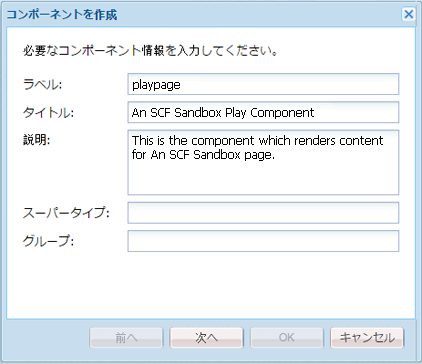 コンポーネントを作成
必要なコンポーネント情報を入力してください。
ラベル: playpage
タイトル: An SCF Sandbox Play Component
説明: This is the component which renders content
for An SCF Sandbox page.
スーパータイプ:
グループ:
前へ 次へ OK キャンセル